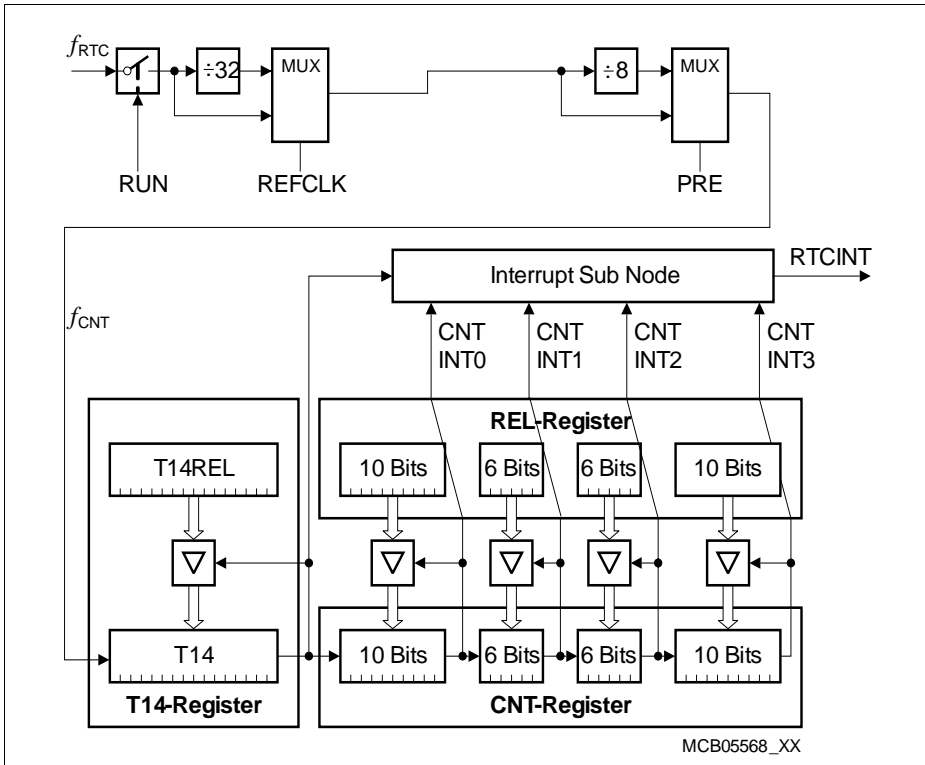 fRTC
÷32
MUX
÷8
MUX
RUN
REFCLK
PRE
RTCINT
Interrupt Sub Node
fCNT
CNT
INT0
CNT
INT1
CNT
INT2
CNT
INT3
REL-Register
T14REL
10 Bits
6 Bits
6 Bits
10 Bits
T14
10 Bits
6 Bits
6 Bits
10 Bits
T14-Register
CNT-Register
MCB05568_XX